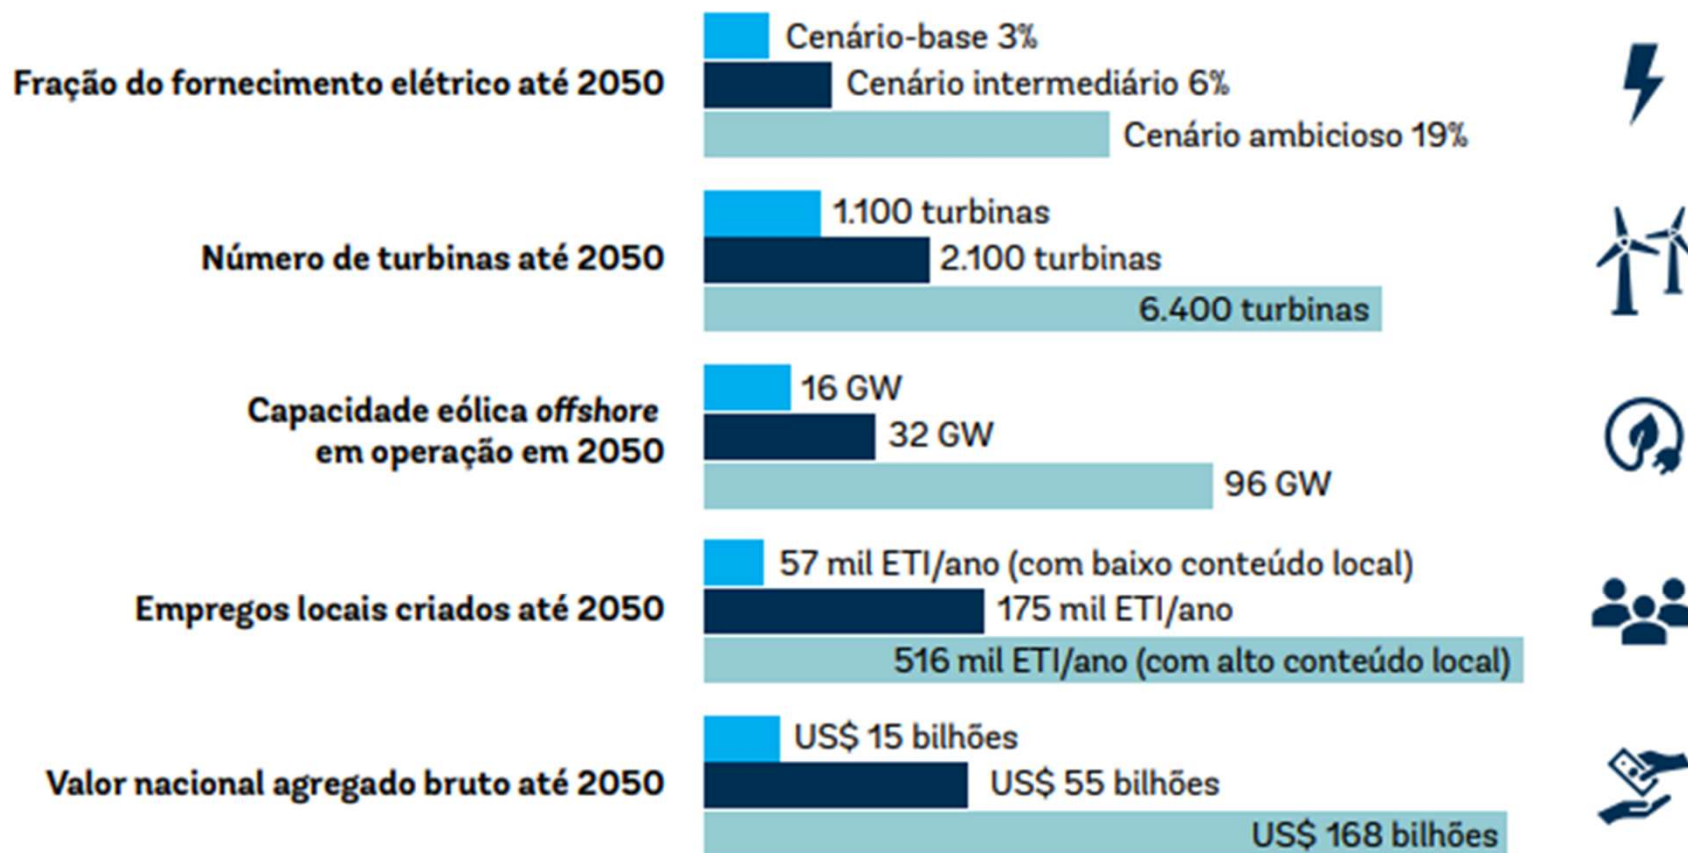 Fração do fornecimento elétrico até 2050
Cenário-base 3%
Cenário intermediário 6%
Cenário ambicioso 19%
Número de turbinas até 2050
1.100 turbinas
2.100 turbinas
6.400 turbinas
Capacidade eólica offshore
em operação em 2050
16 GW
32 GW
96 GW
Empregos locais criados até 2050
57 mil ETI/ano (com baixo conteúdo local)
175 mil ETI/ano
516 mil ETI/ano (com alto conteúdo local)
Valor nacional agregado bruto até 2050
US$ 15 bilhões
US$ 55 bilhões
US$ 168 bilhões